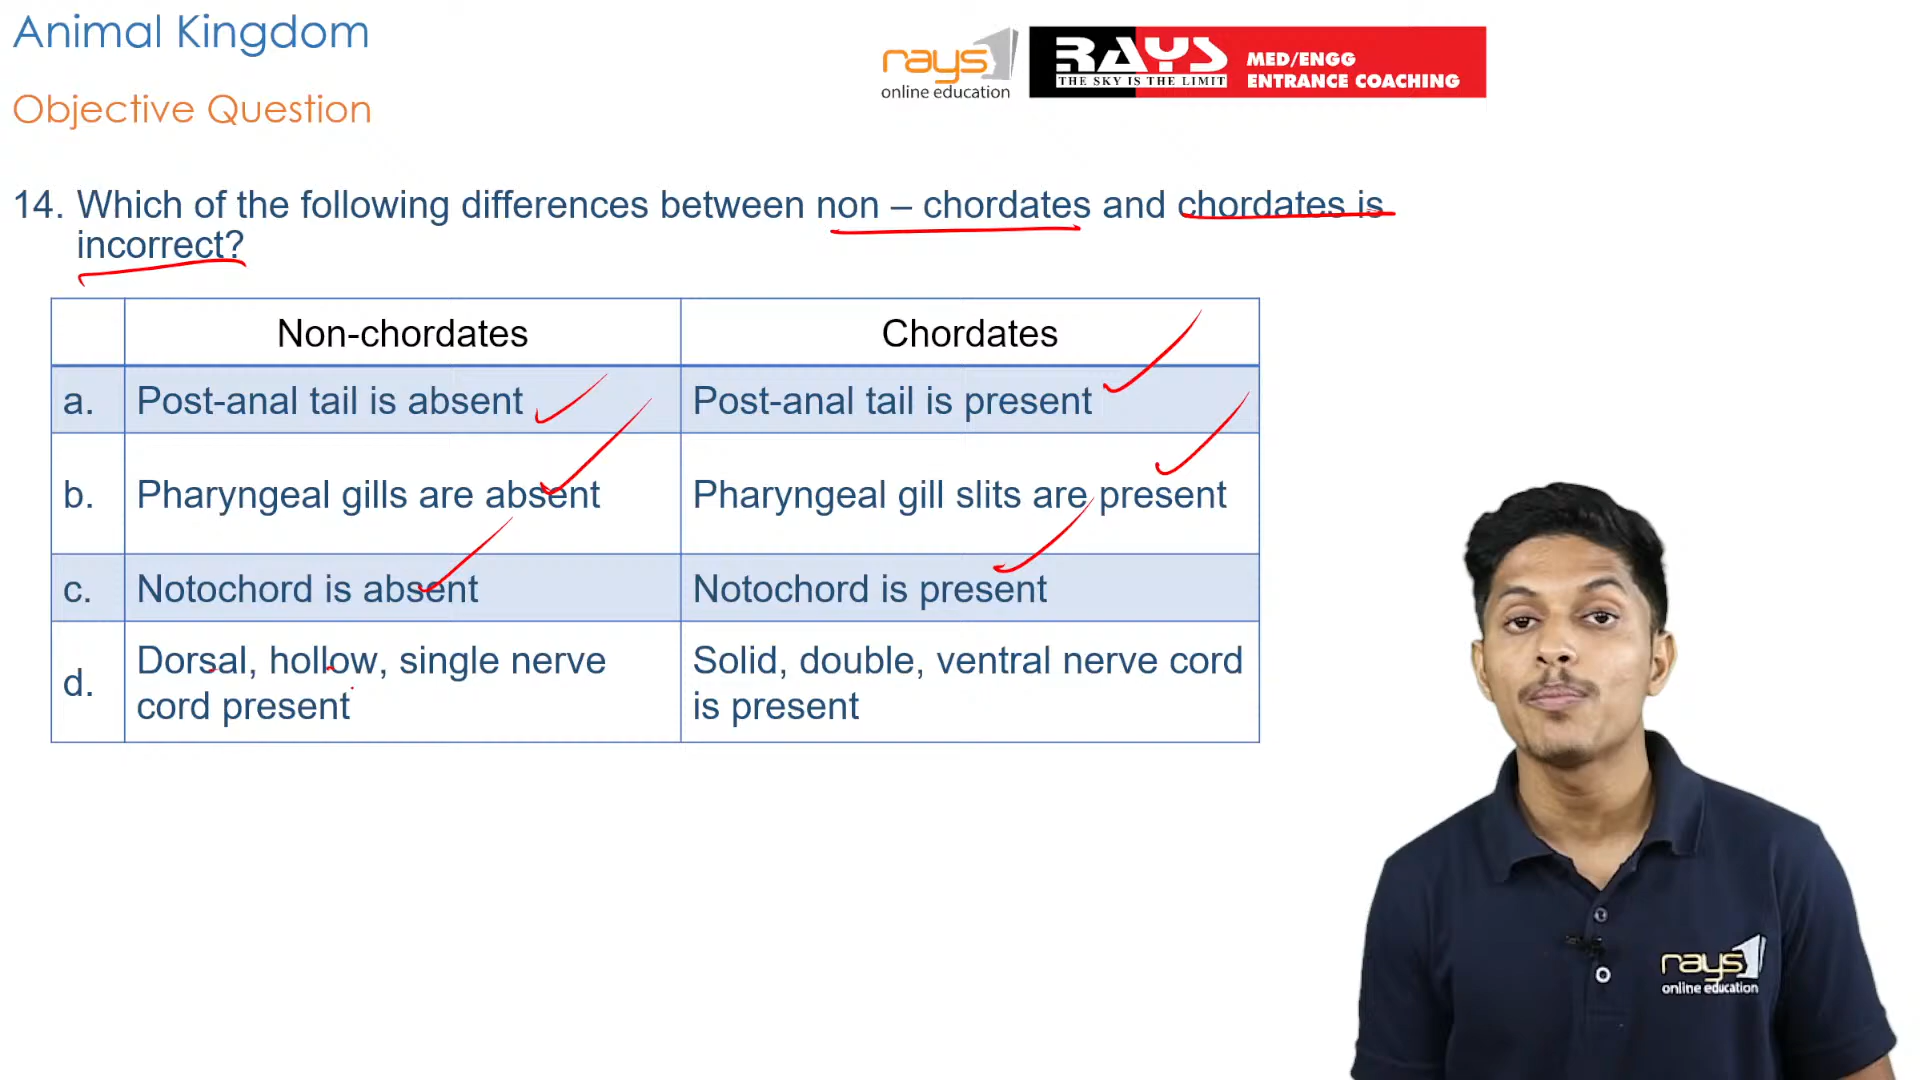 Animal Kingdom
Objective Question
rays
online education
RAYS
THE SKY IS THE LIMIT
MED/ENGG
ENTRANCE COACHING
14. Which of the following differences between non – chordates and chordates is
incorrect?
Non-chordates Chordates
a. Post-anal tail is absent Post-anal tail is present
b. Pharyngeal gills are absent Pharyngeal gill slits are present
c. Notochord is absent Notochord is present
d. Dorsal, hollow, single nerve cord present Solid, double, ventral nerve cord is present
rays
online education